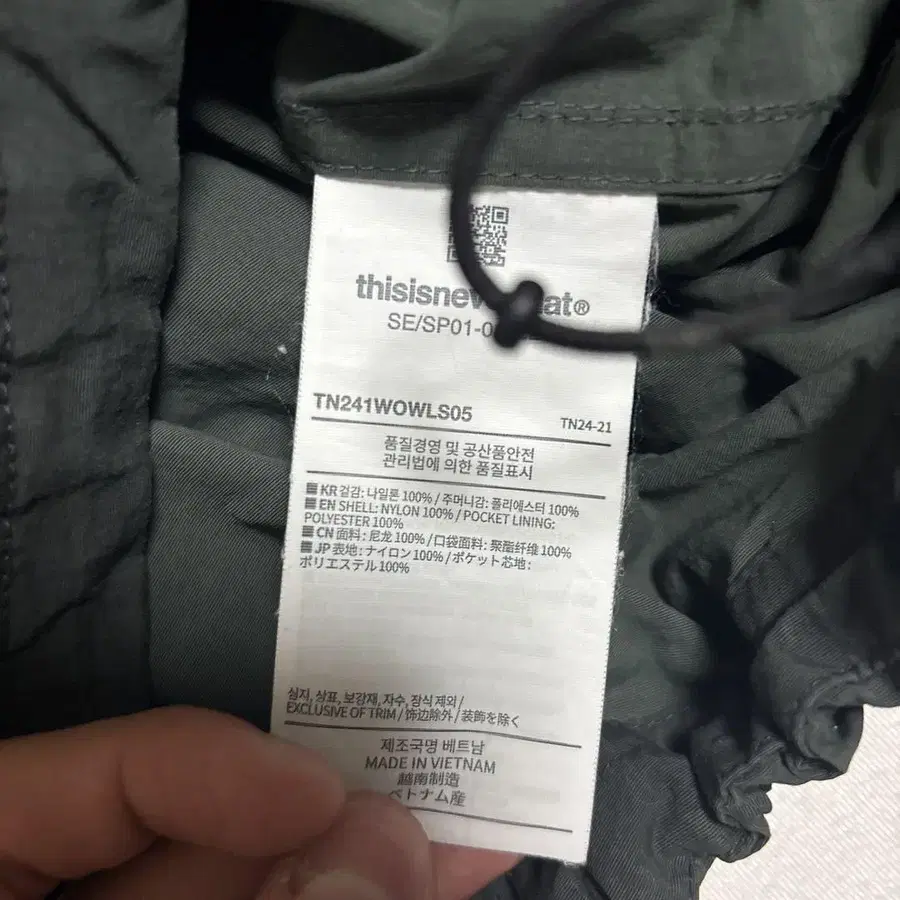 ®
TN241WOWLS05
TN24-21
품질경영 및 공산품안전
관리법에 의한 품질표시
KR 겉감: 나일론 100% / 주머니감: 폴리에스터 100%
EN SHELL: NYLON 100% / POCKET LINING:
POLYESTER 100%
CN 面料: 尼龙 100% / 口袋面料: 聚酯纤维 100%
JP 表地: ナイロン 100% / ポケット芯地:
ポリエステル 100%
심지, 상표, 보강재, 자수, 장식 제외 /
EXCLUSIVE OF TRIM / 饰边除外 / 装飾を除く
제조국명 베트남
MADE IN VIETNAM
越南制造
ベトナム産